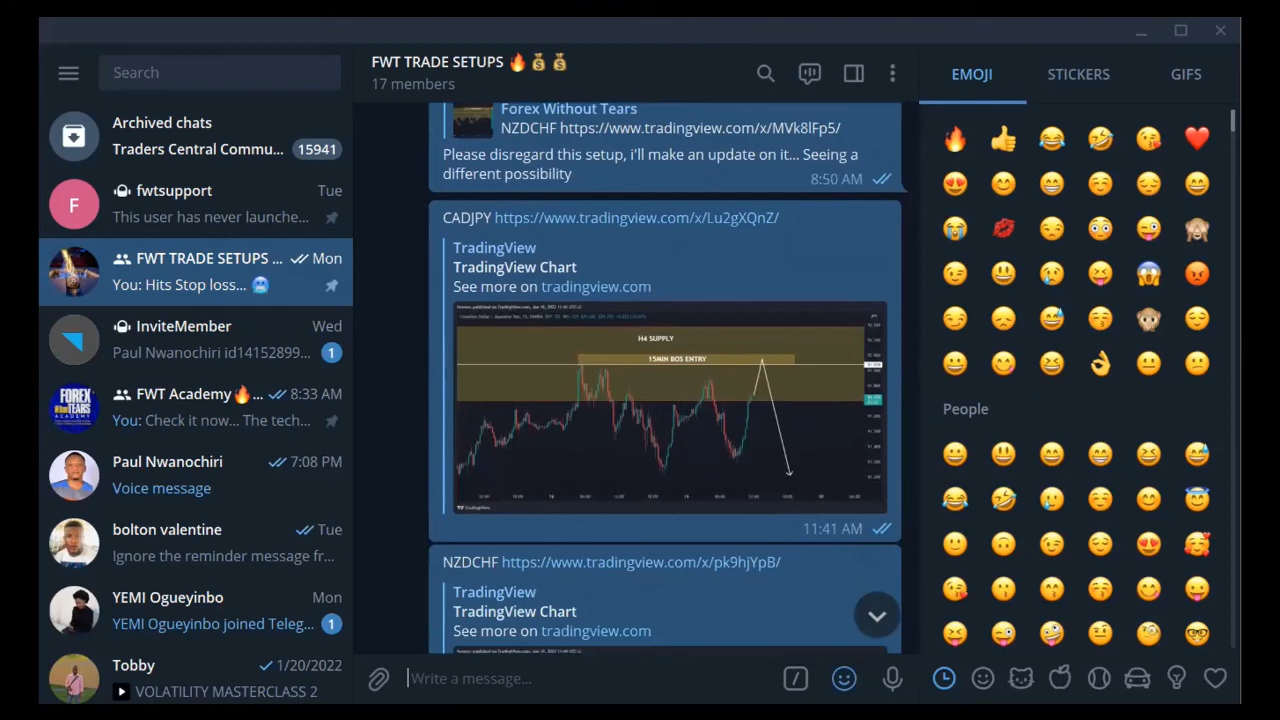 Search
Archived chats
Traders Central Commu... 15941
fwtsupport Tue
This user has never launche...
F
FWT TRADE SETUPS ... Mon
You: Hits Stop loss... 🥶
InviteMember Wed
Paul Nwanochiri id14152899... 1
FWT Academy🔥... 8:33 AM
You: Check it now... The tech...
FOREX
TEARS
ACADEMY
Paul Nwanochiri 7:08 PM
Voice message
bolton valentine Tue
Ignore the reminder message fr...
YEMI Ogueyinbo Mon
YEMI Ogueyinbo joined Teleg... 1
Tobby 1/20/2022
VOLATILITY MASTERCLASS 2
FWT TRADE SETUPS 🔥💰💰
17 members
Forex Without Tears
NZDCHF https://www.tradingview.com/x/MVk8lFp5/
Please disregard this setup, i'll make an update on it... Seeing a
different possibility
8:50 AM
CADJPY https://www.tradingview.com/x/Lu2gXQnZ/
TradingView
TradingView Chart
See more on tradingview.com
H4 SUPPLY
15MIN BOS ENTRY
TradingView
11:41 AM
NZDCHF https://www.tradingview.com/x/pk9hjYpB/
TradingView
TradingView Chart
See more on tradingview.com
Write a message...
EMOJI STICKERS GIFS
People